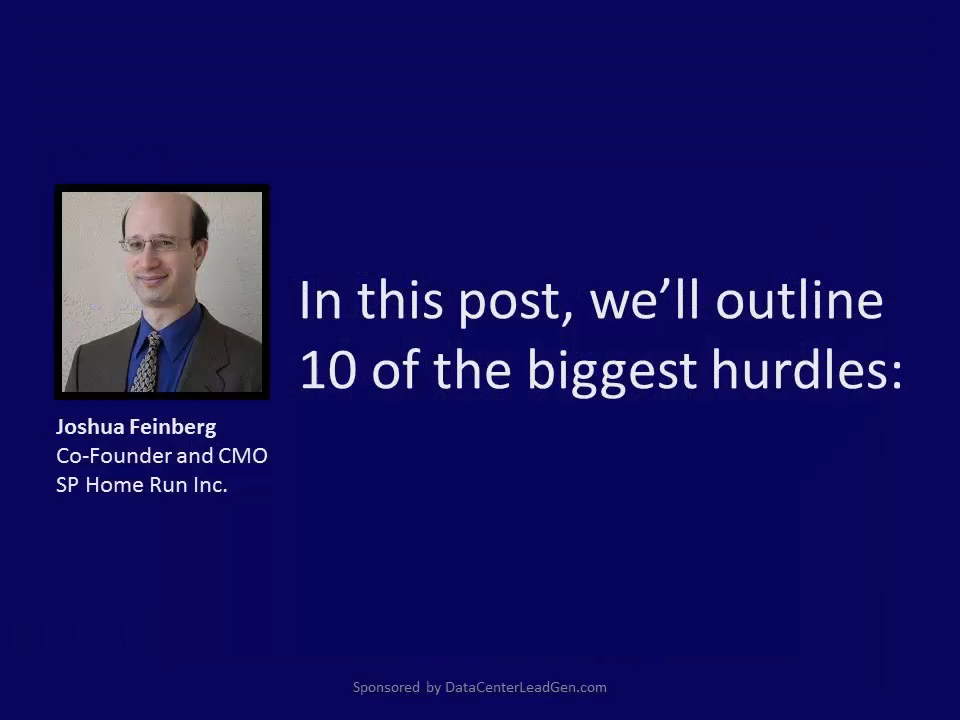 In this post, we’ll outline
10 of the biggest hurdles:
Joshua Feinberg
Co-Founder and CMO
SP Home Run Inc.
Sponsored by DataCenterLeadGen.com